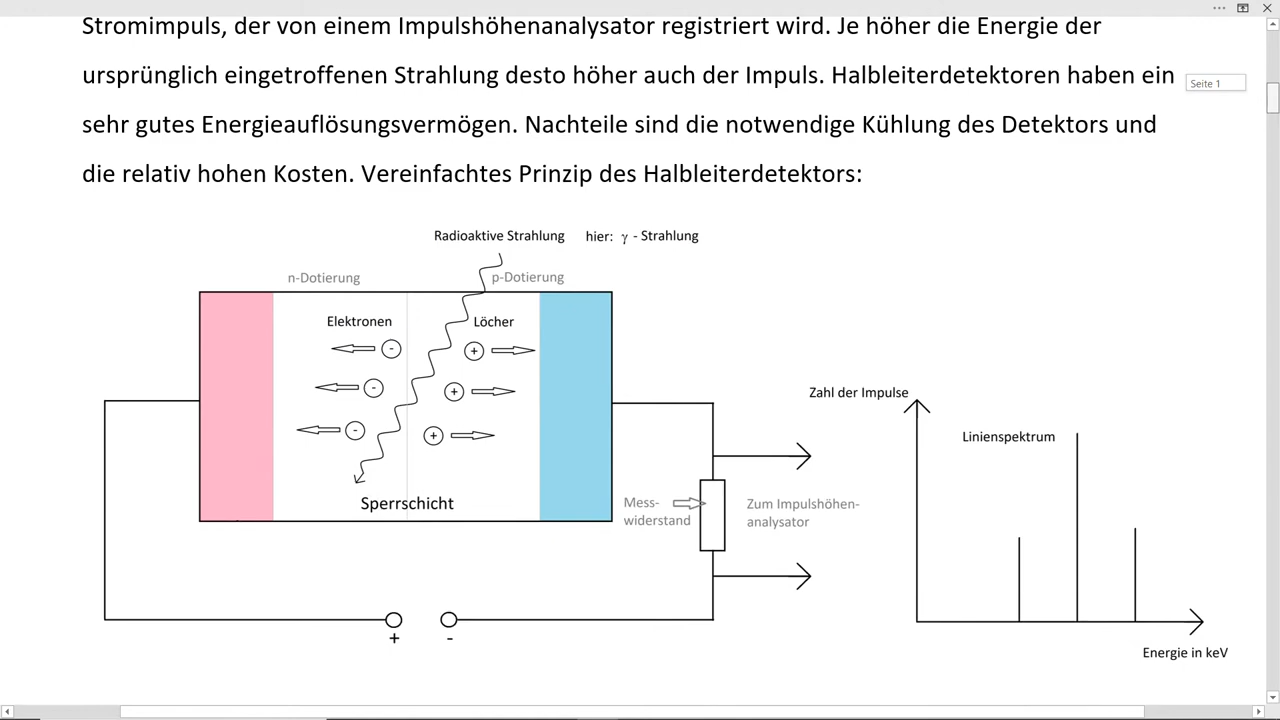 Stromimpuls, der von einem Impulshöhenanalysator registriert wird. Je höher die Energie der
ursprünglich eingetroffenen Strahlung desto höher auch der Impuls. Halbleiterdetektoren haben ein
Seite 1
sehr gutes Energieauflösungsvermögen. Nachteile sind die notwendige Kühlung des Detektors und
die relativ hohen Kosten. Vereinfachtes Prinzip des Halbleiterdetektors:
Radioaktive Strahlung hier: γ - Strahlung
n-Dotierung p-Dotierung
Elektronen Löcher
- +
- +
- +
Sperrschicht
Mess-
widerstand
Zum Impulshöhen-
analysator
+ -
Zahl der Impulse
Linienspektrum
Energie in keV